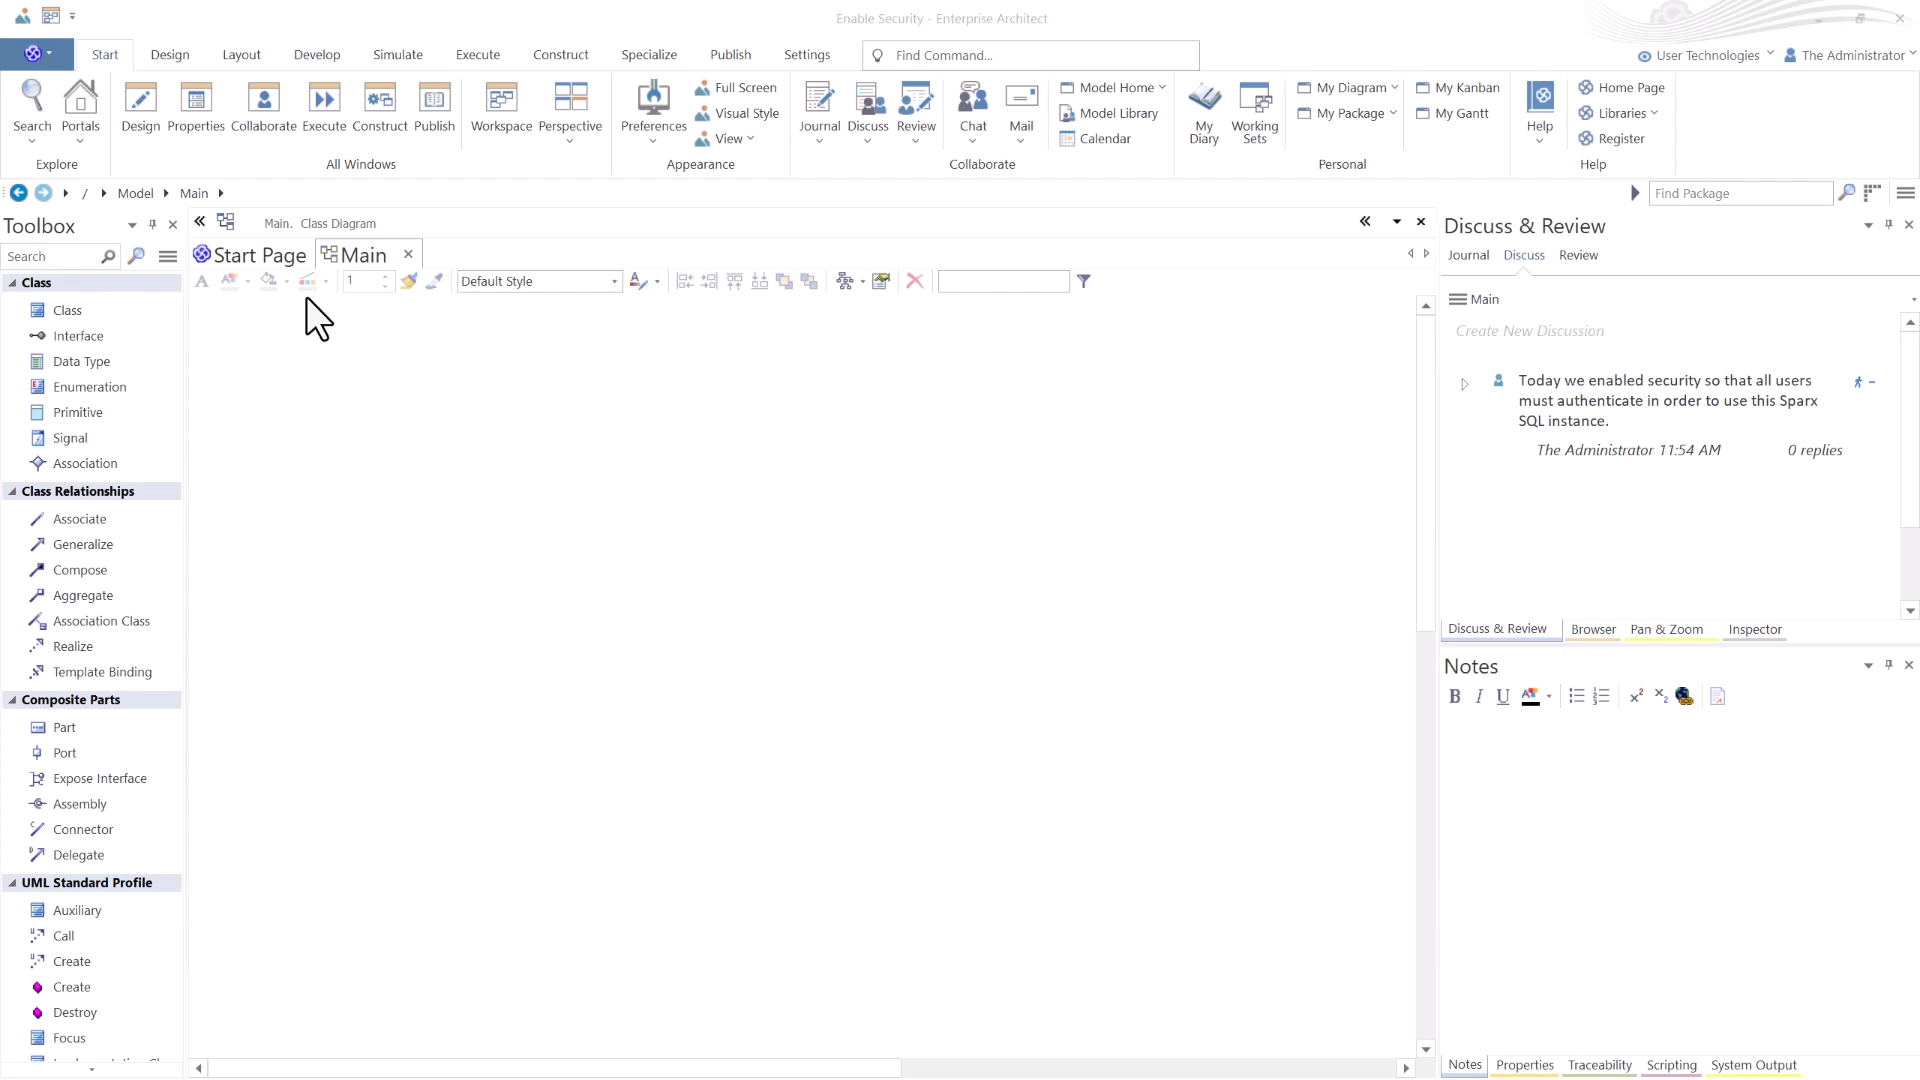 Enable Security - Enterprise Architect
Start Design Layout Develop Simulate Execute Construct Specialize Publish Settings Find Command... User Technologies The Administrator
Search Portals
Explore
Design Properties Collaborate Execute Construct Publish Workspace Perspective
All Windows
Preferences Full Screen
Visual Style
View
Appearance
Journal Discuss Review Chat Mail Model Home
Model Library
Calendar
Collaborate
My Diary Working Sets My Diagram My Kanban
My Package My Gantt
Personal
Help Home Page
Libraries
Register
Help
/ Model Main Find Package
Toolbox
Search
Class
Class
Interface
Data Type
Enumeration
Primitive
Signal
Association
Class Relationships
Associate
Generalize
Compose
Aggregate
Association Class
Realize
Template Binding
Composite Parts
Part
Port
Expose Interface
Assembly
Connector
Delegate
UML Standard Profile
Auxiliary
Call
Create
Create
Destroy
Focus
Main. Class Diagram
Start Page Main
1 Default Style
Discuss & Review
Journal Discuss Review
Main
Create New Discussion
Today we enabled security so that all users
must authenticate in order to use this Sparx
SQL instance.
The Administrator 11:54 AM 0 replies
Discuss & Review Browser Pan & Zoom Inspector
Notes
B I U
Notes Properties Traceability Scripting System Output